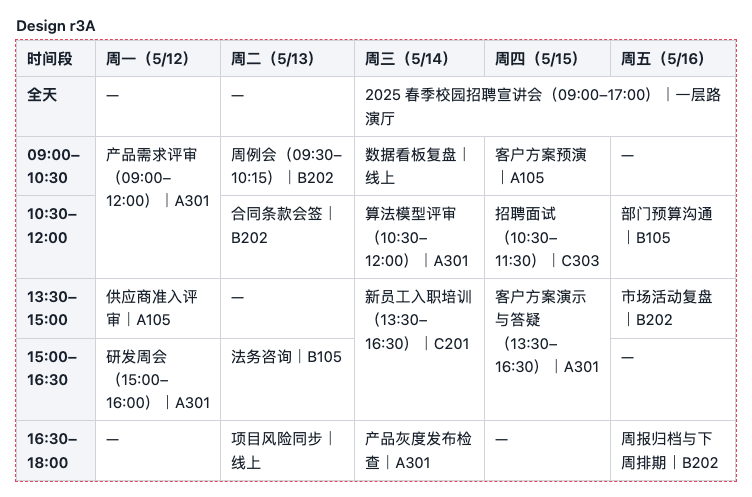 Design r3A
时间段
周一（5/12）
周二（5/13）
周三（5/14）
周四（5/15）
周五（5/16）
全天
—
—
2025 春季校园招聘宣讲会（09:00–17:00）｜一层路
演厅
09:00–
10:30
产品需求评审
（09:00–
12:00）｜A301
周例会（09:30–
10:15）｜B202
数据看板复盘｜
线上
客户方案预演
｜A105
—
10:30–
12:00
合同条款会签｜
B202
算法模型评审
（10:30–
12:00）｜A301
招聘面试
（10:30–
11:30）｜C303
部门预算沟通
｜B105
13:30–
15:00
供应商准入评
审｜A105
—
新员工入职培训
（13:30–
16:30）｜C201
客户方案演示
与答疑
（13:30–
16:30）｜A301
市场活动复盘
｜B202
15:00–
16:30
研发周会
（15:00–
16:00）｜A301
法务咨询｜B105
—
16:30–
18:00
—
项目风险同步｜
线上
产品灰度发布检
查｜A301
—
周报归档与下
周排期｜B202